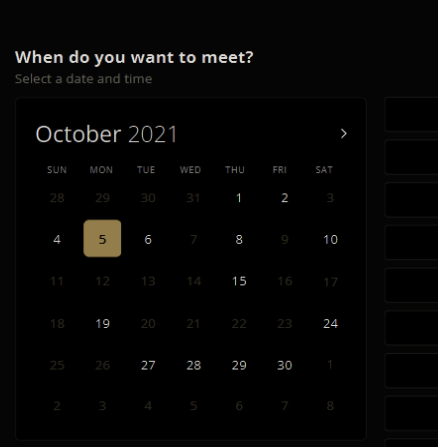 When do you want to meet?
Select a date and time
October 2021 >
SUN MON TUE WED THU FRI SAT
28 29 30 31 1 2 3
4 5 6 7 8 9 10
11 12 13 14 15 16 17
18 19 20 21 22 23 24
25 26 27 28 29 30 1
2 3 4 5 6 7 8